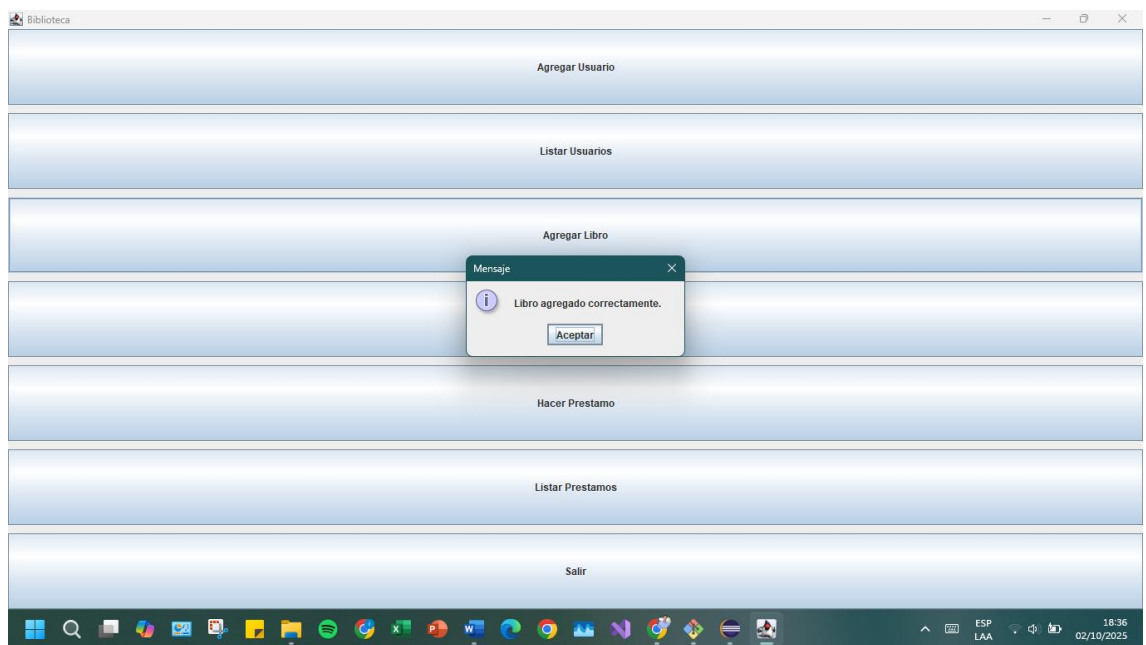 Biblioteca
Agregar Usuario
Listar Usuarios
Agregar Libro
Mensaje
Libro agregado correctamente.
Aceptar
Hacer Prestamo
Listar Prestamos
Salir
ESP
LAA
18:36
02/10/2025